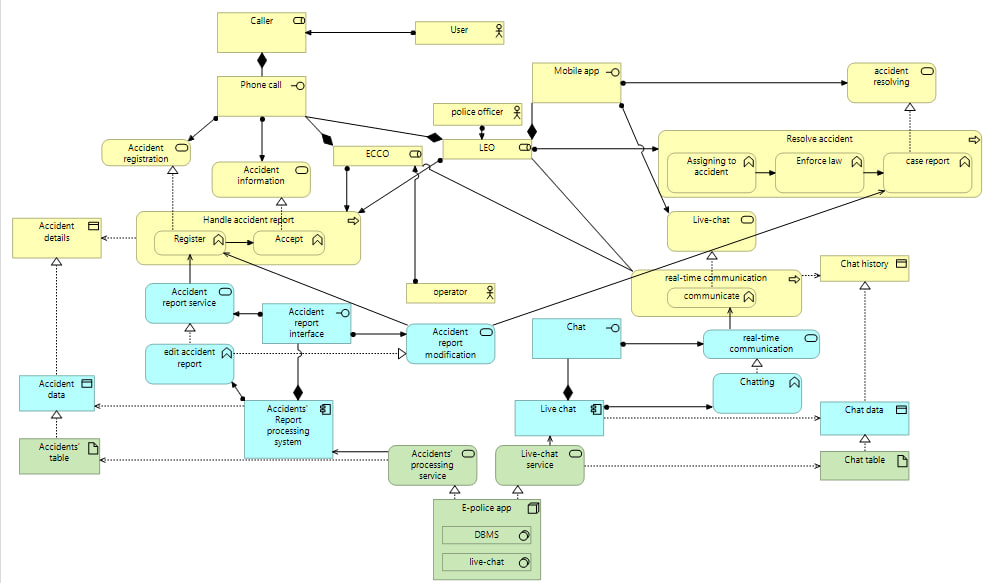 Caller
User
Phone call
Mobile app
accident
resolving
police officer
Accident
registration
ECCO
LEO
Resolve accident
Assigning to
accident
Enforce law
case report
Accident
information
Accident
details
Handle accident report
Register
Accept
Live-chat
Chat history
real-time communication
communicate
operator
Accident
report service
Accident
report
interface
Accident
report
modification
Chat
real-time
communication
edit accident
report
Chatting
Accident
data
Accidents'
Report
processing
system
Live chat
Chat data
Accidents'
table
Accidents'
processing
service
Live-chat
service
Chat table
E-police app
DBMS
live-chat